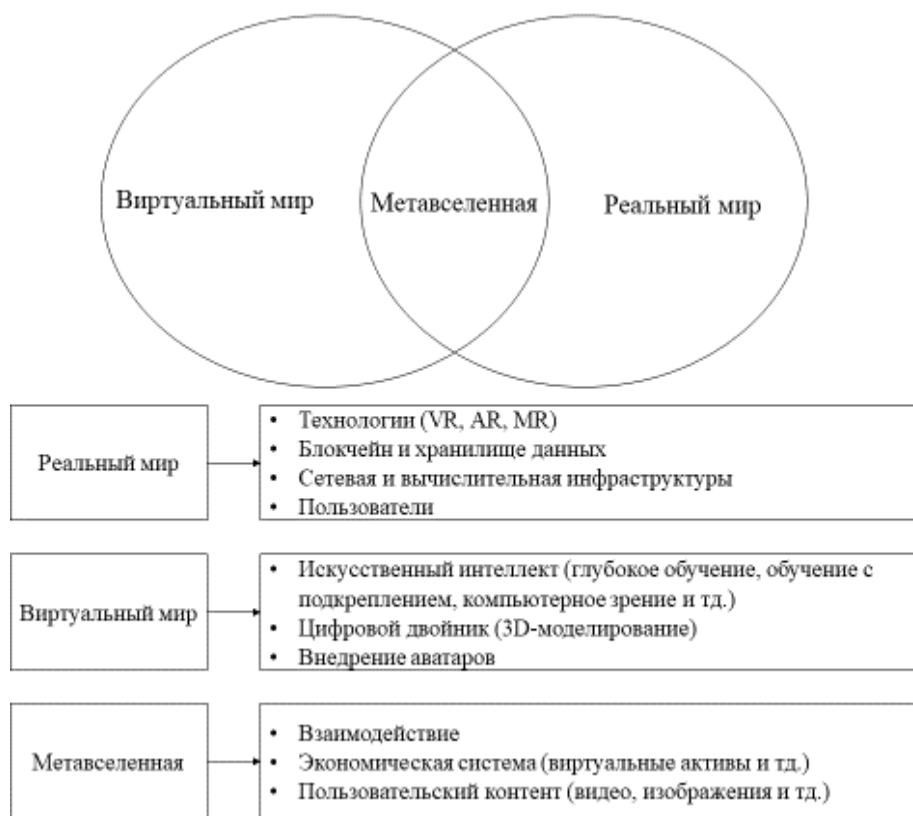 Виртуальный мир
Метавселенная
Реальный мир
Реальный мир
• Технологии (VR, AR, MR)
• Блокчейн и хранилище данных
• Сетевая и вычислительная инфраструктуры
• Пользователи
Виртуальный мир
• Искусственный интеллект (глубокое обучение, обучение с
подкреплением, компьютерное зрение и тд.)
• Цифровой двойник (3D-моделирование)
• Внедрение аватаров
Метавселенная
• Взаимодействие
• Экономическая система (виртуальные активы и тд.)
• Пользовательский контент (видео, изображения и тд.)